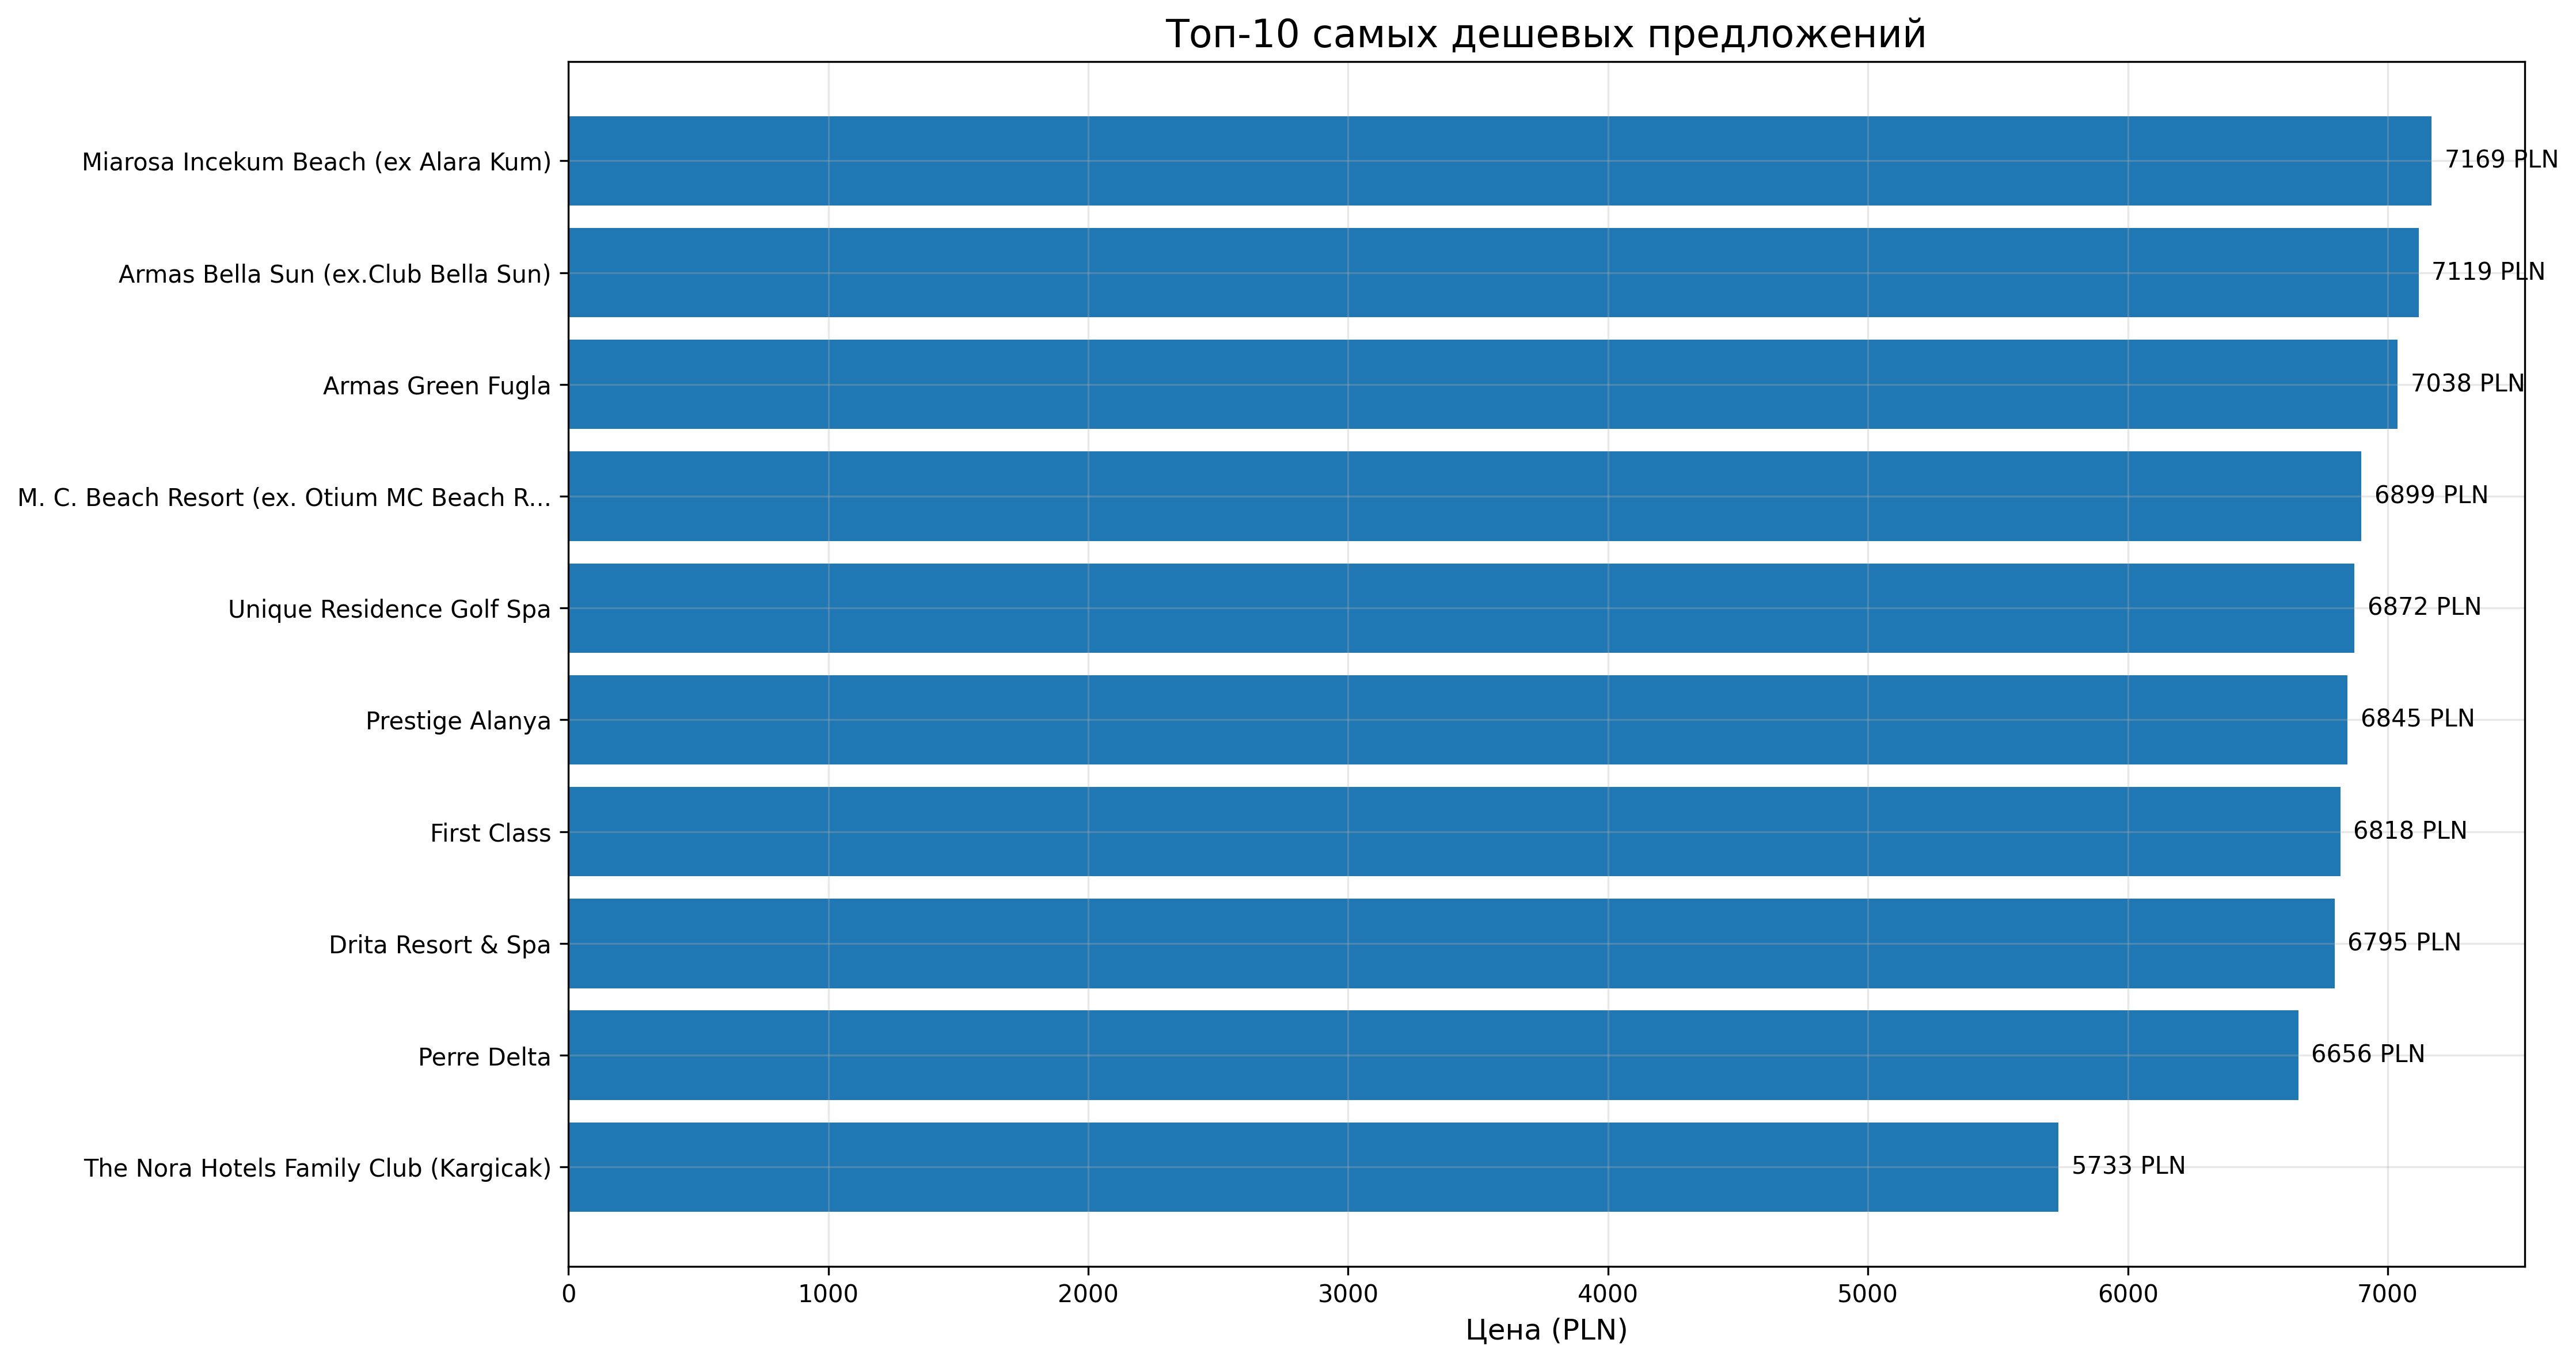 Топ-10 самых дешевых предложений
Miarosa Incekum Beach (ex Alara Kum)
7169 PLN
Armas Bella Sun (ex.Club Bella Sun)
7119 PLN
Armas Green Fugla
7038 PLN
M. C. Beach Resort (ex. Otium MC Beach R...
6899 PLN
Unique Residence Golf Spa
6872 PLN
Prestige Alanya
6845 PLN
First Class
6818 PLN
Drita Resort & Spa
6795 PLN
Perre Delta
6656 PLN
The Nora Hotels Family Club (Kargicak)
5733 PLN
0 1000 2000 3000 4000 5000 6000 7000
Цена (PLN)